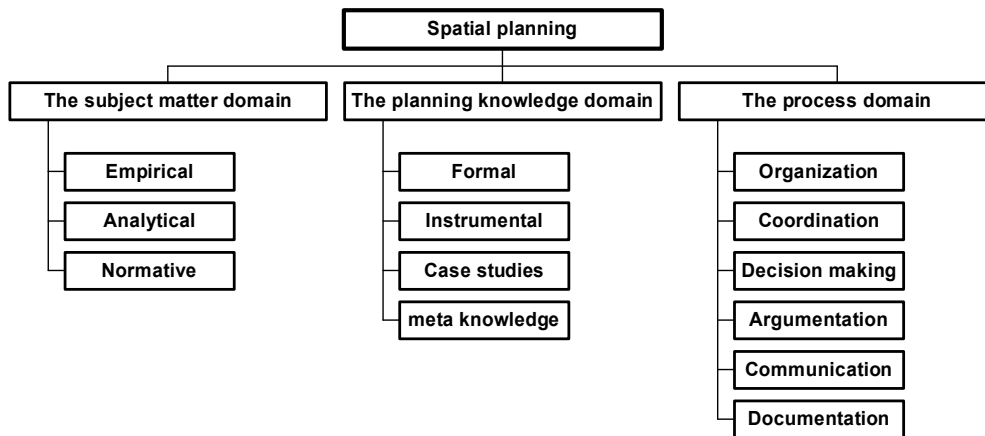 Spatial planning
The subject matter domain
The planning knowledge domain
The process domain
Empirical
Analytical
Normative
Formal
Instrumental
Case studies
meta knowledge
Organization
Coordination
Decision making
Argumentation
Communication
Documentation